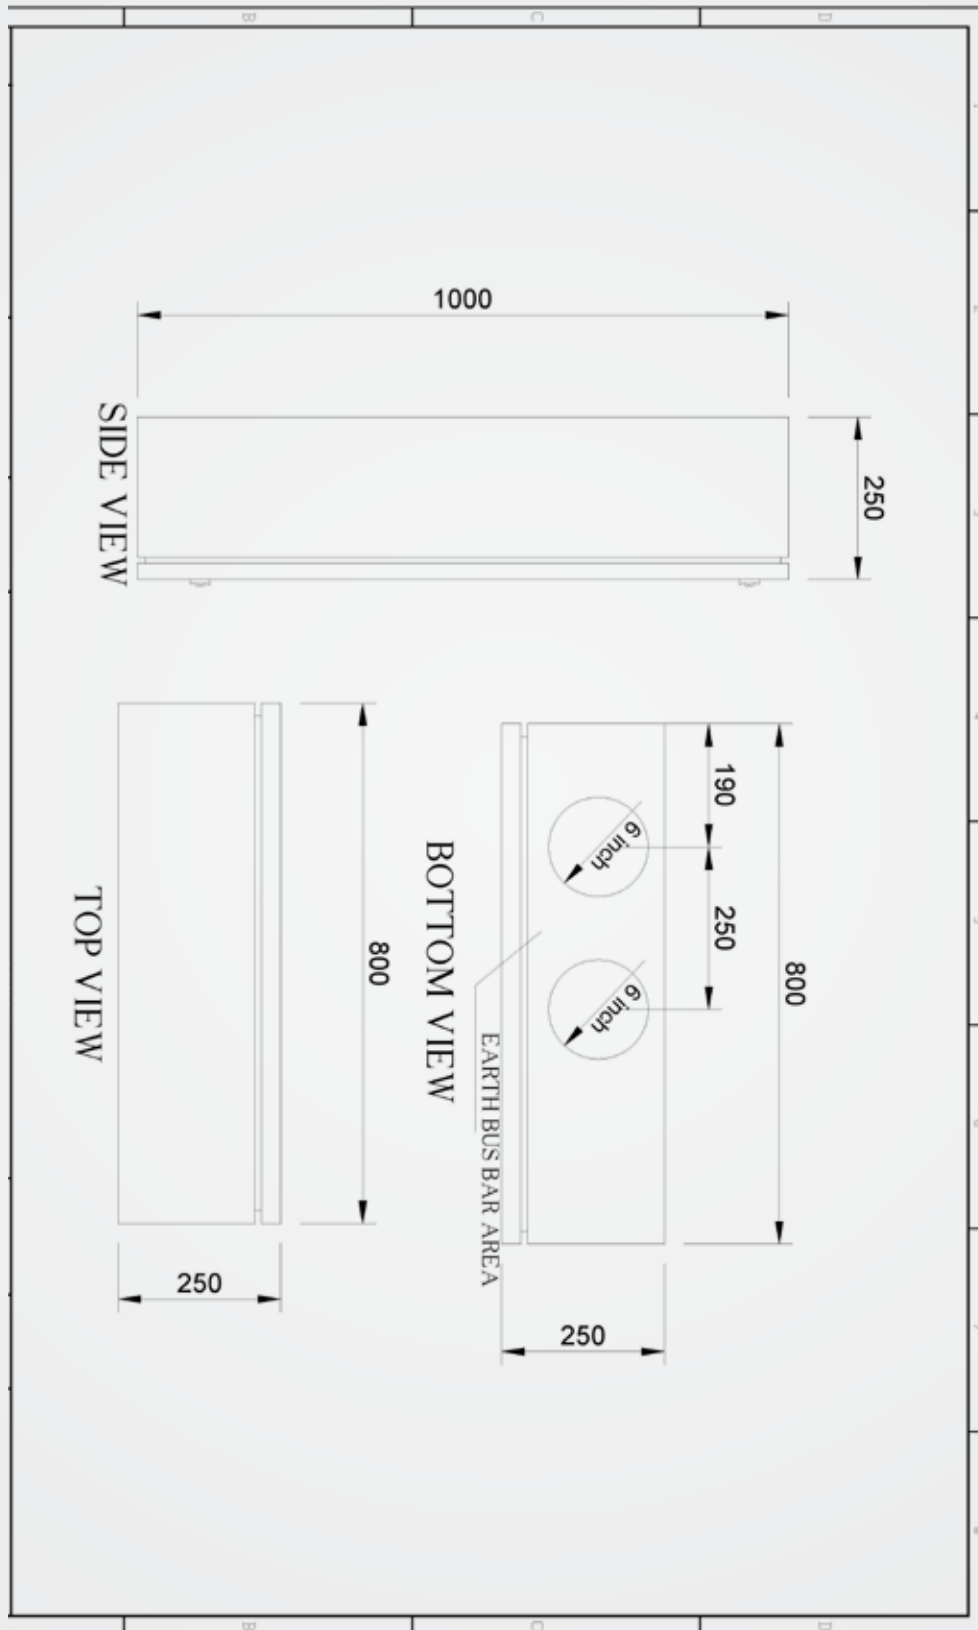 B
C
D
1000
250
SIDE VIEW
190
6 inch
250
800
6 inch
BOTTOM VIEW
EARTH BUS BAR AREA
250
800
TOP VIEW
250
B
C
D